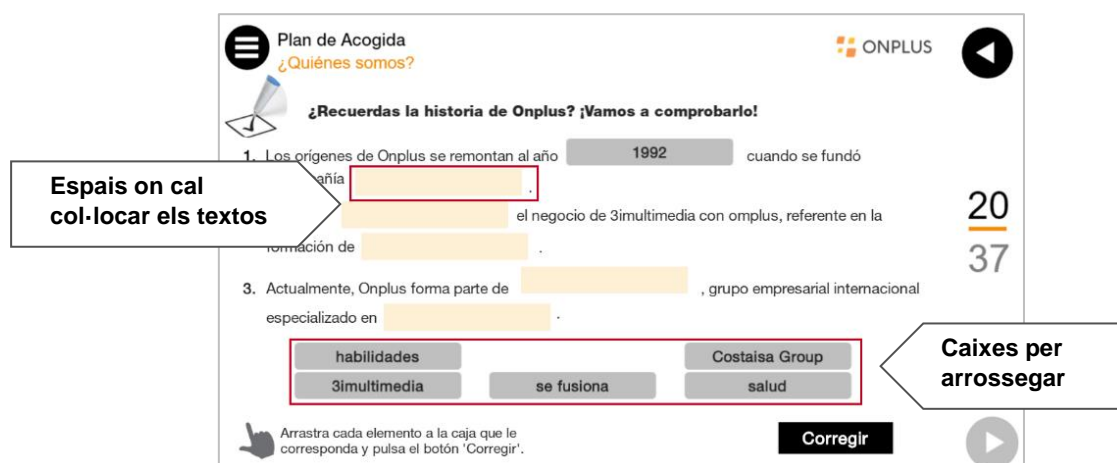 Plan de Acogida
¿Quiénes somos?
ONPLUS
¿Recuerdas la historia de Onplus? ¡Vamos a comprobarlo!
1. Los orígenes de Onplus se remontan al año 1992 cuando se fundó
.
Espais on cal
col·locar els textos
el negocio de 3imultimedia con omplus, referente en la
formación de .
20
37
3. Actualmente, Onplus forma parte de , grupo empresarial internacional
especializado en .
habilidades Costaisa Group
3imultimedia se fusiona salud
Caixes per
arrossegar
Arrastra cada elemento a la caja que le
corresponda y pulsa el botón 'Corregir'.
Corregir